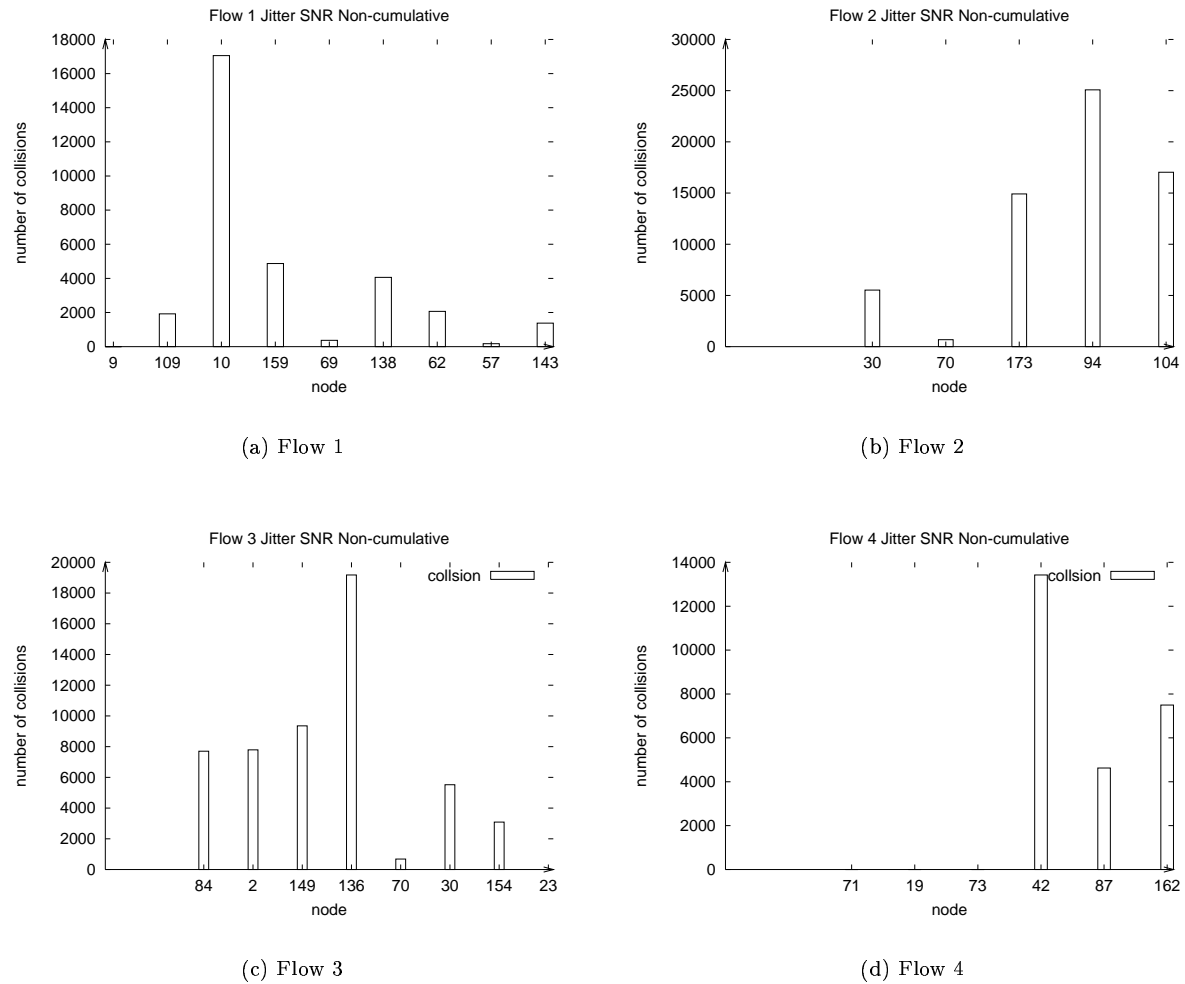 Flow 1 Jitter SNR Non-cumulative
number of collisions
18000
16000
14000
12000
10000
8000
6000
4000
2000
0
9 109 10 159 69 138 62 57 143
node
(a) Flow 1
Flow 2 Jitter SNR Non-cumulative
number of collisions
30000
25000
20000
15000
10000
5000
0
30 70 173 94 104
node
(b) Flow 2
Flow 3 Jitter SNR Non-cumulative
collsion
number of collisions
20000
18000
16000
14000
12000
10000
8000
6000
4000
2000
0
84 2 149 136 70 30 154 23
node
(c) Flow 3
Flow 4 Jitter SNR Non-cumulative
collsion
number of collisions
14000
12000
10000
8000
6000
4000
2000
0
71 19 73 42 87 162
node
(d) Flow 4